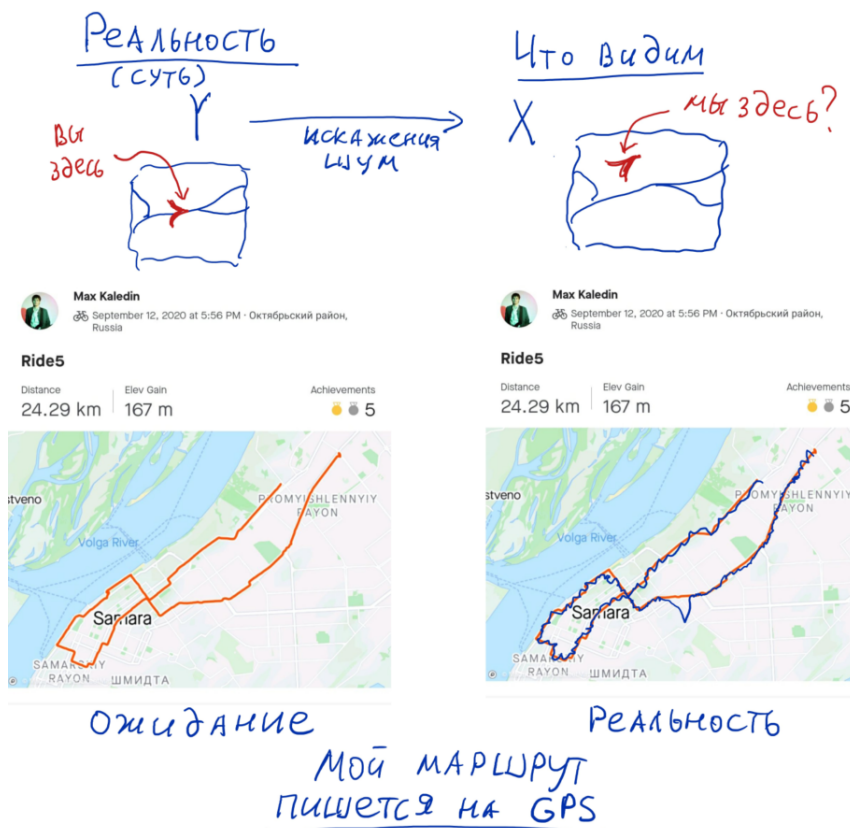 Реальность
(суть)
Y
Вы
здесь
искажения
шум
Что видим
X
мы здесь?
Max Kaledin
September 12, 2020 at 5:56 PM · Октябрьский район,
Russia
Ride5
Distance
Elev Gain
Achievements
24.29 km
167 m
5
stveno
PROMYISHLENNYIY
RAYON
Volga River
Samara
SAMARSKIY
RAYON
ШМИДТА
Max Kaledin
September 12, 2020 at 5:56 PM · Октябрьский район,
Russia
Ride5
Distance
Elev Gain
Achievements
24.29 km
167 m
5
stveno
PROMYISHLENNYIY
RAYON
Volga River
Samara
SAMARSKIY
RAYON
ШМИДТА
Ожидание
Реальность
Мой маршрут
пишется на GPS